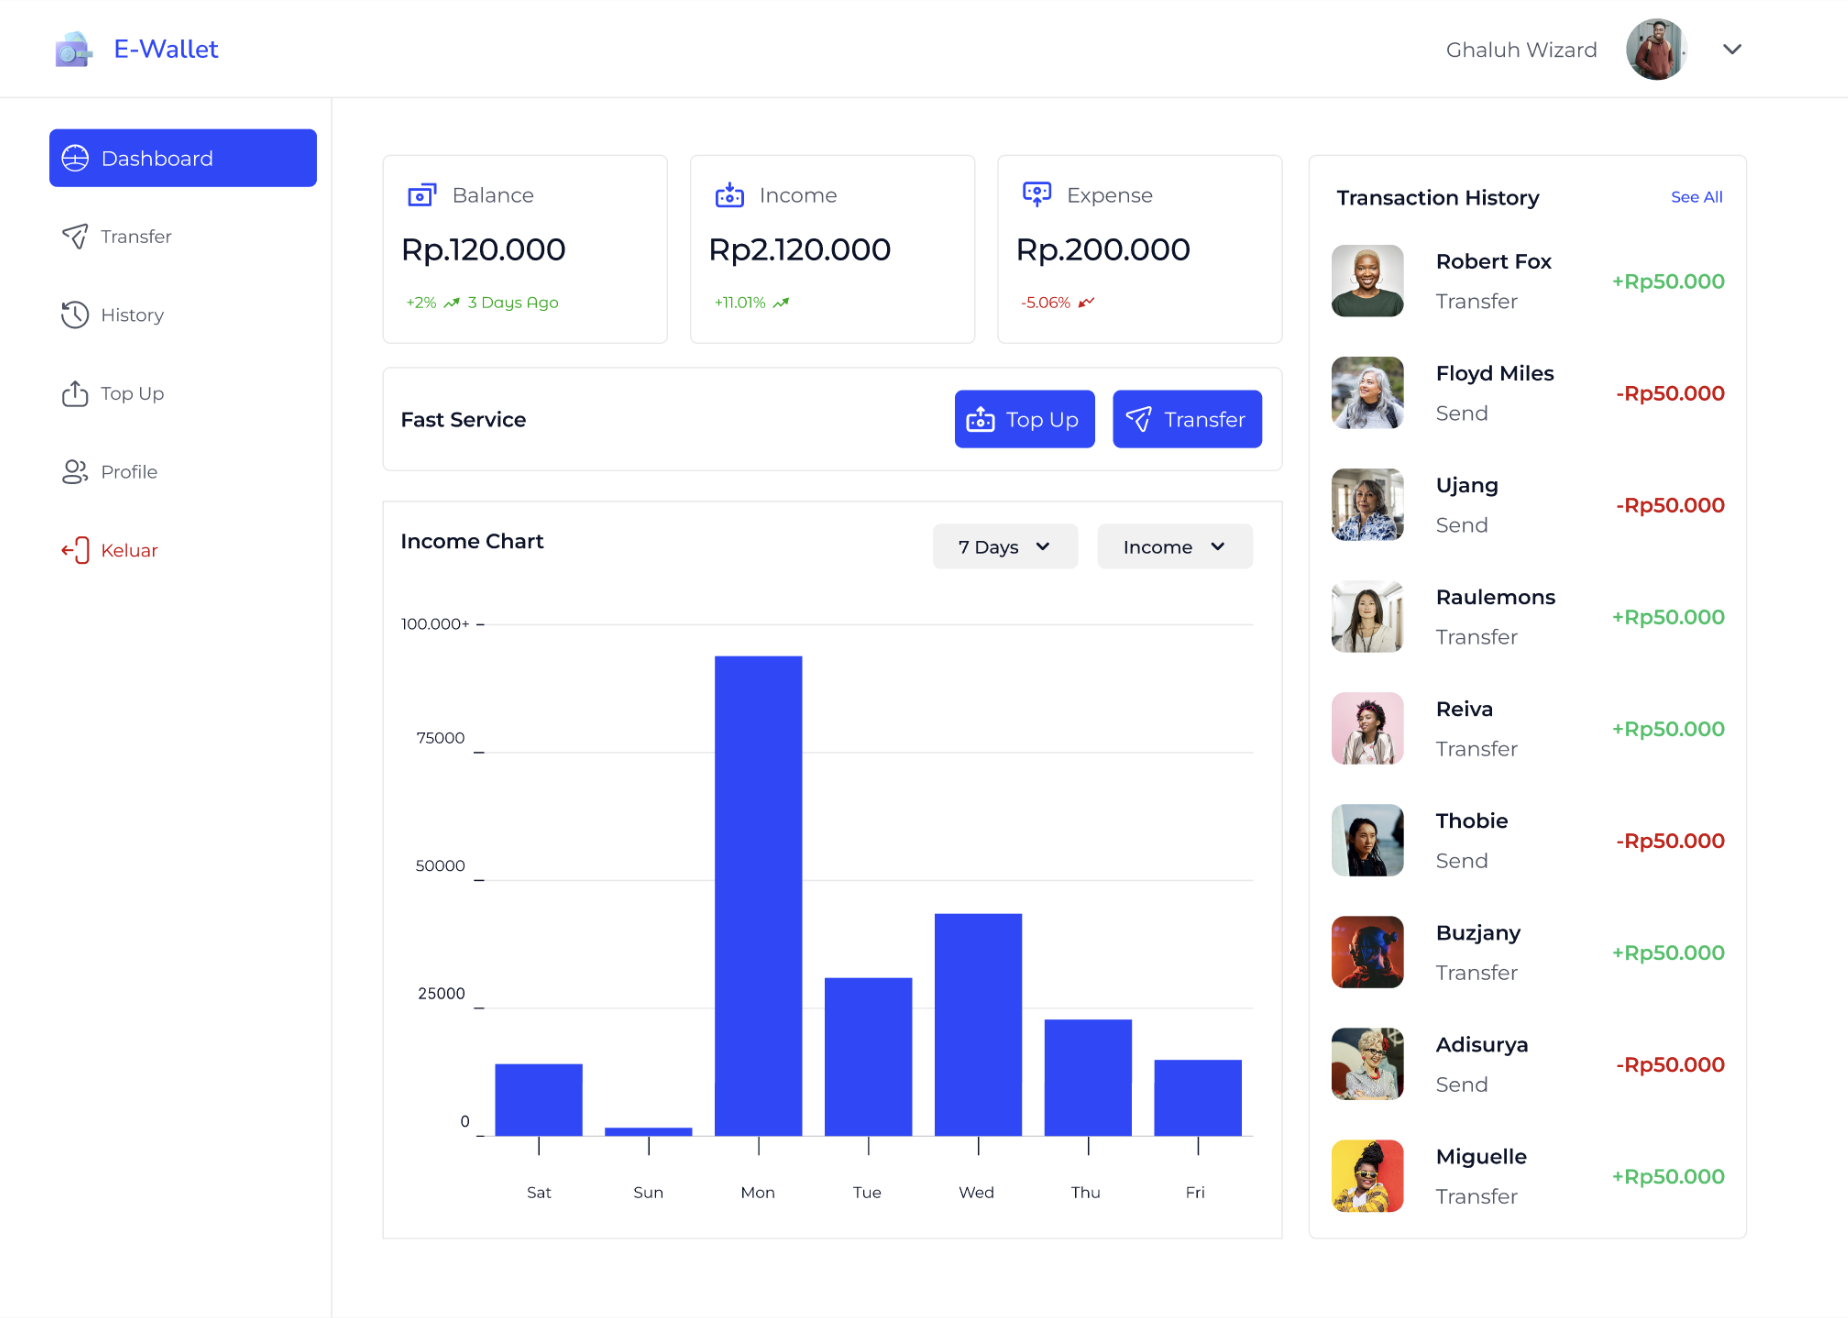 E-Wallet
Ghaluh Wizard
Dashboard
Transfer
History
Top Up
Profile
Keluar
Balance
Rp.120.000
+2% 3 Days Ago
Income
Rp2.120.000
+11.01%
Expense
Rp.200.000
-5.06%
Fast Service
Top Up
Transfer
Income Chart
7 Days
Income
100.000+
75000
50000
25000
0
Sat Sun Mon Tue Wed Thu Fri
Transaction History
See All
Robert Fox
Transfer
+Rp50.000
Floyd Miles
Send
-Rp50.000
Ujang
Send
-Rp50.000
Raulemons
Transfer
+Rp50.000
Reiva
Transfer
+Rp50.000
Thobie
Send
-Rp50.000
Buzjany
Transfer
+Rp50.000
Adisurya
Send
-Rp50.000
Miguelle
Transfer
+Rp50.000